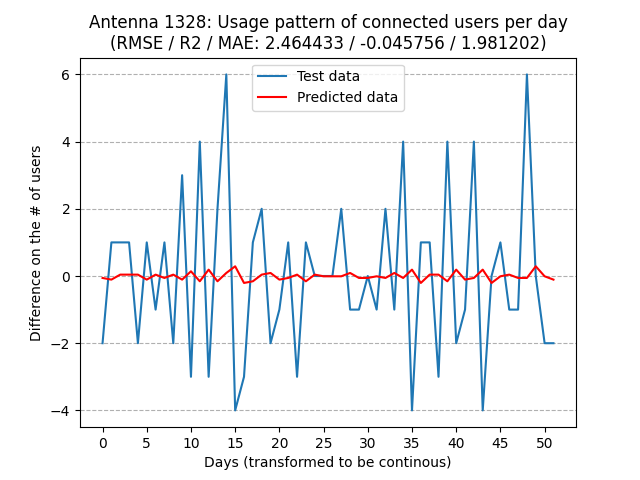 Antenna 1328: Usage pattern of connected users per day
(RMSE / R2 / MAE: 2.464433 / -0.045756 / 1.981202)
Test data
Predicted data
Difference on the # of users
6
4
2
0
−2
−4
0 5 10 15 20 25 30 35 40 45 50
Days (transformed to be continous)